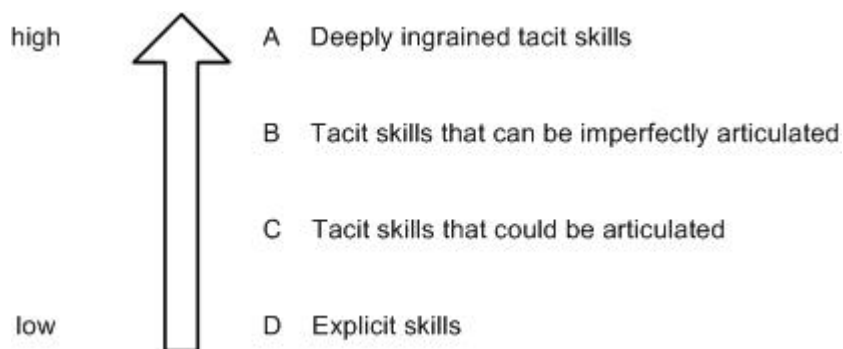 high A Deeply ingrained tacit skills
B Tacit skills that can be imperfectly articulated
C Tacit skills that could be articulated
low D Explicit skills